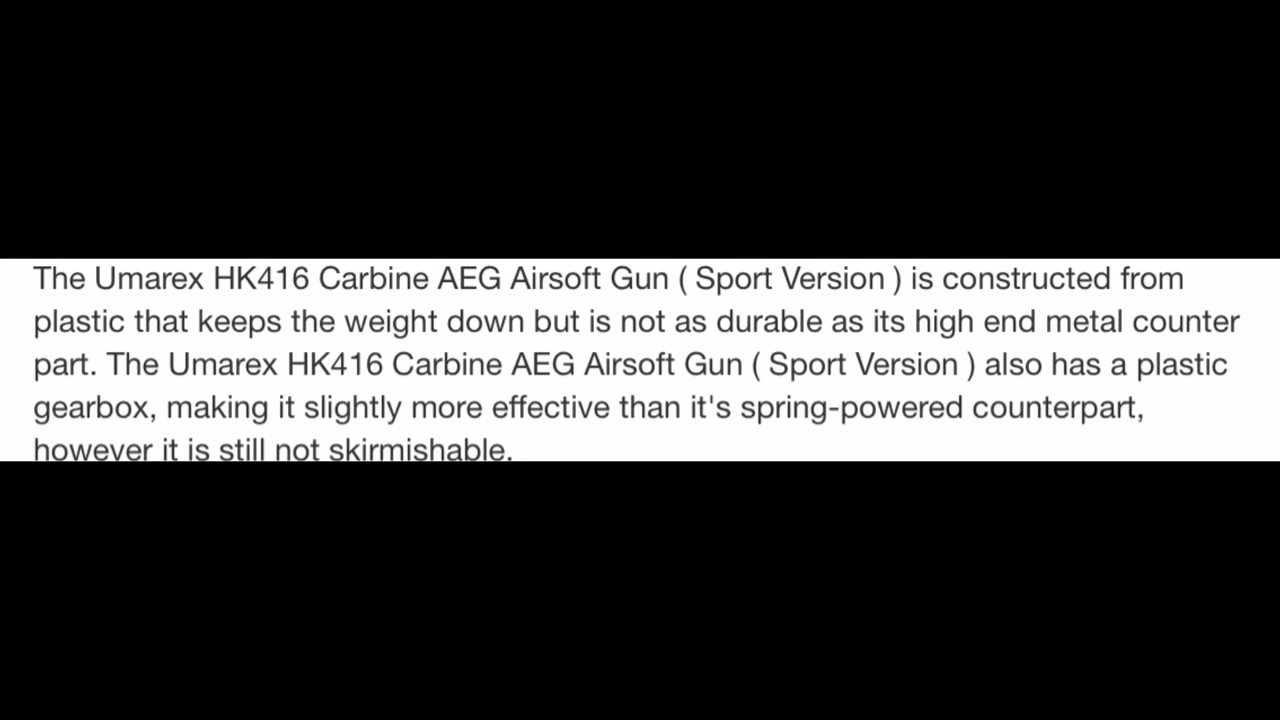 The Umarex HK416 Carbine AEG Airsoft Gun ( Sport Version ) is constructed from
plastic that keeps the weight down but is not as durable as its high end metal counter
part. The Umarex HK416 Carbine AEG Airsoft Gun ( Sport Version ) also has a plastic
gearbox, making it slightly more effective than it's spring-powered counterpart,
however it is still not skirmishable.